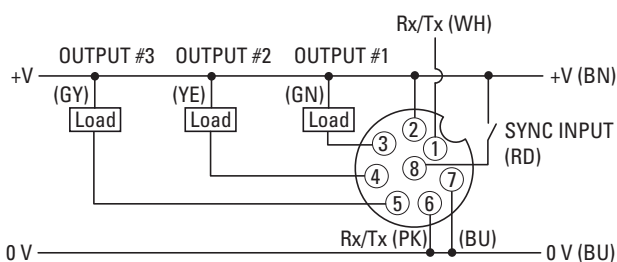 Rx/Tx (WH)
OUTPUT #3 OUTPUT #2 OUTPUT #1
+V
+V (BN)
(GY) (YE) (GN)
Load Load Load
SYNC INPUT
(RD)
2
1
3
8
7
4
5
6
Rx/Tx (PK) (BU)
0 V
0 V (BU)